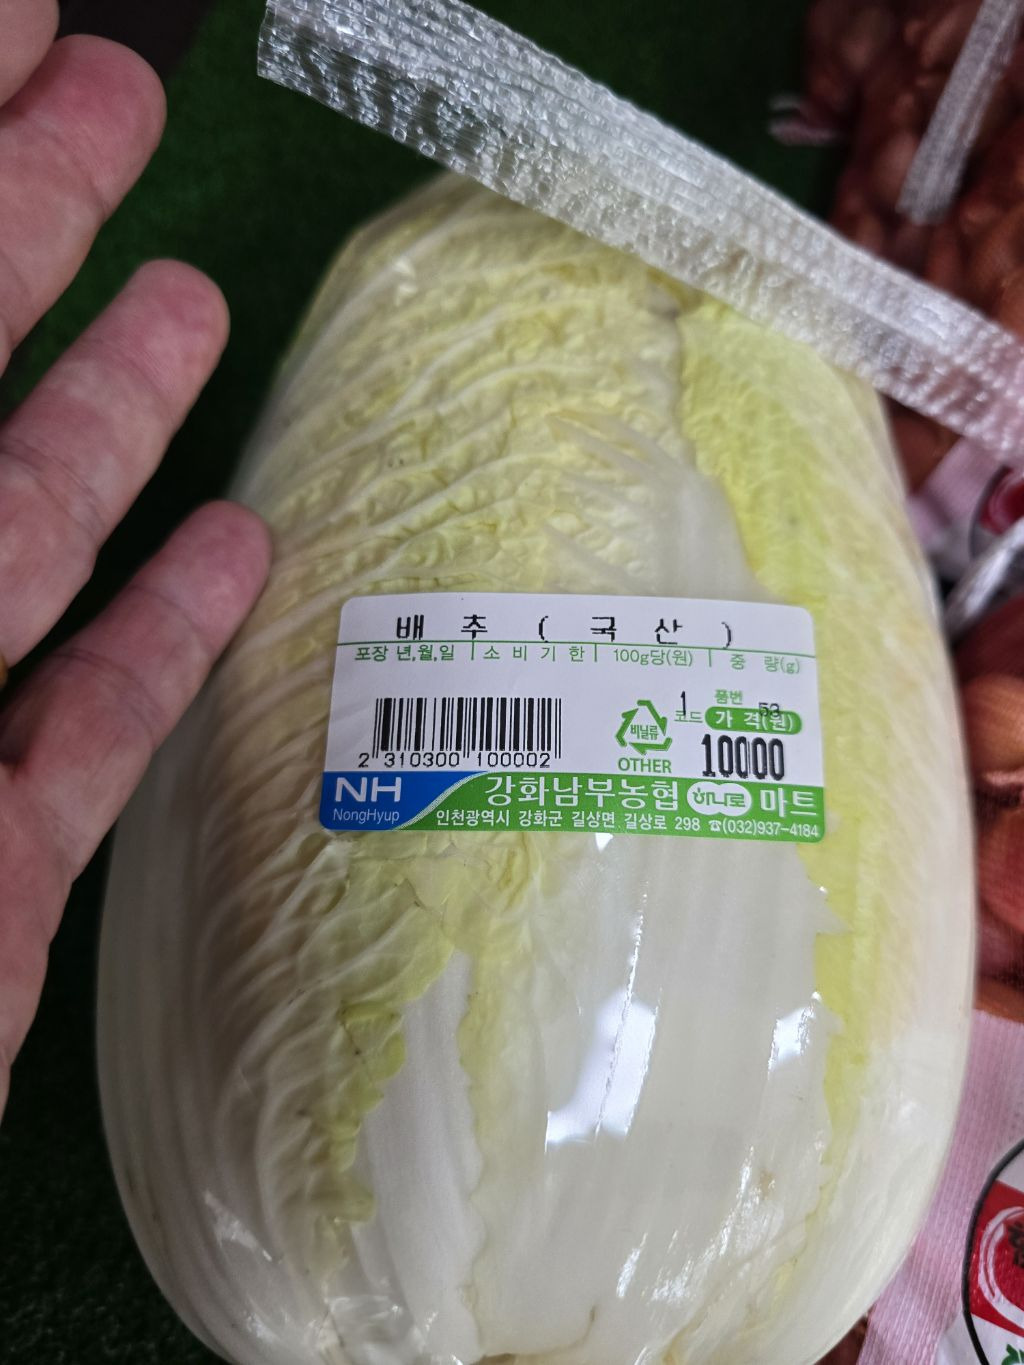 배 추 ( 국 산 )
포장 년,월,일 소 비 기 한 100g당(원) 중 량(g)
품번
1 53
코드 가 격(원)
비닐류
OTHER
10000
2 310300 100002
NH
NongHyup
강화남부농협 하나로 마트
인천광역시 강화군 길상면 길상로 298 ☎(032)937-4184